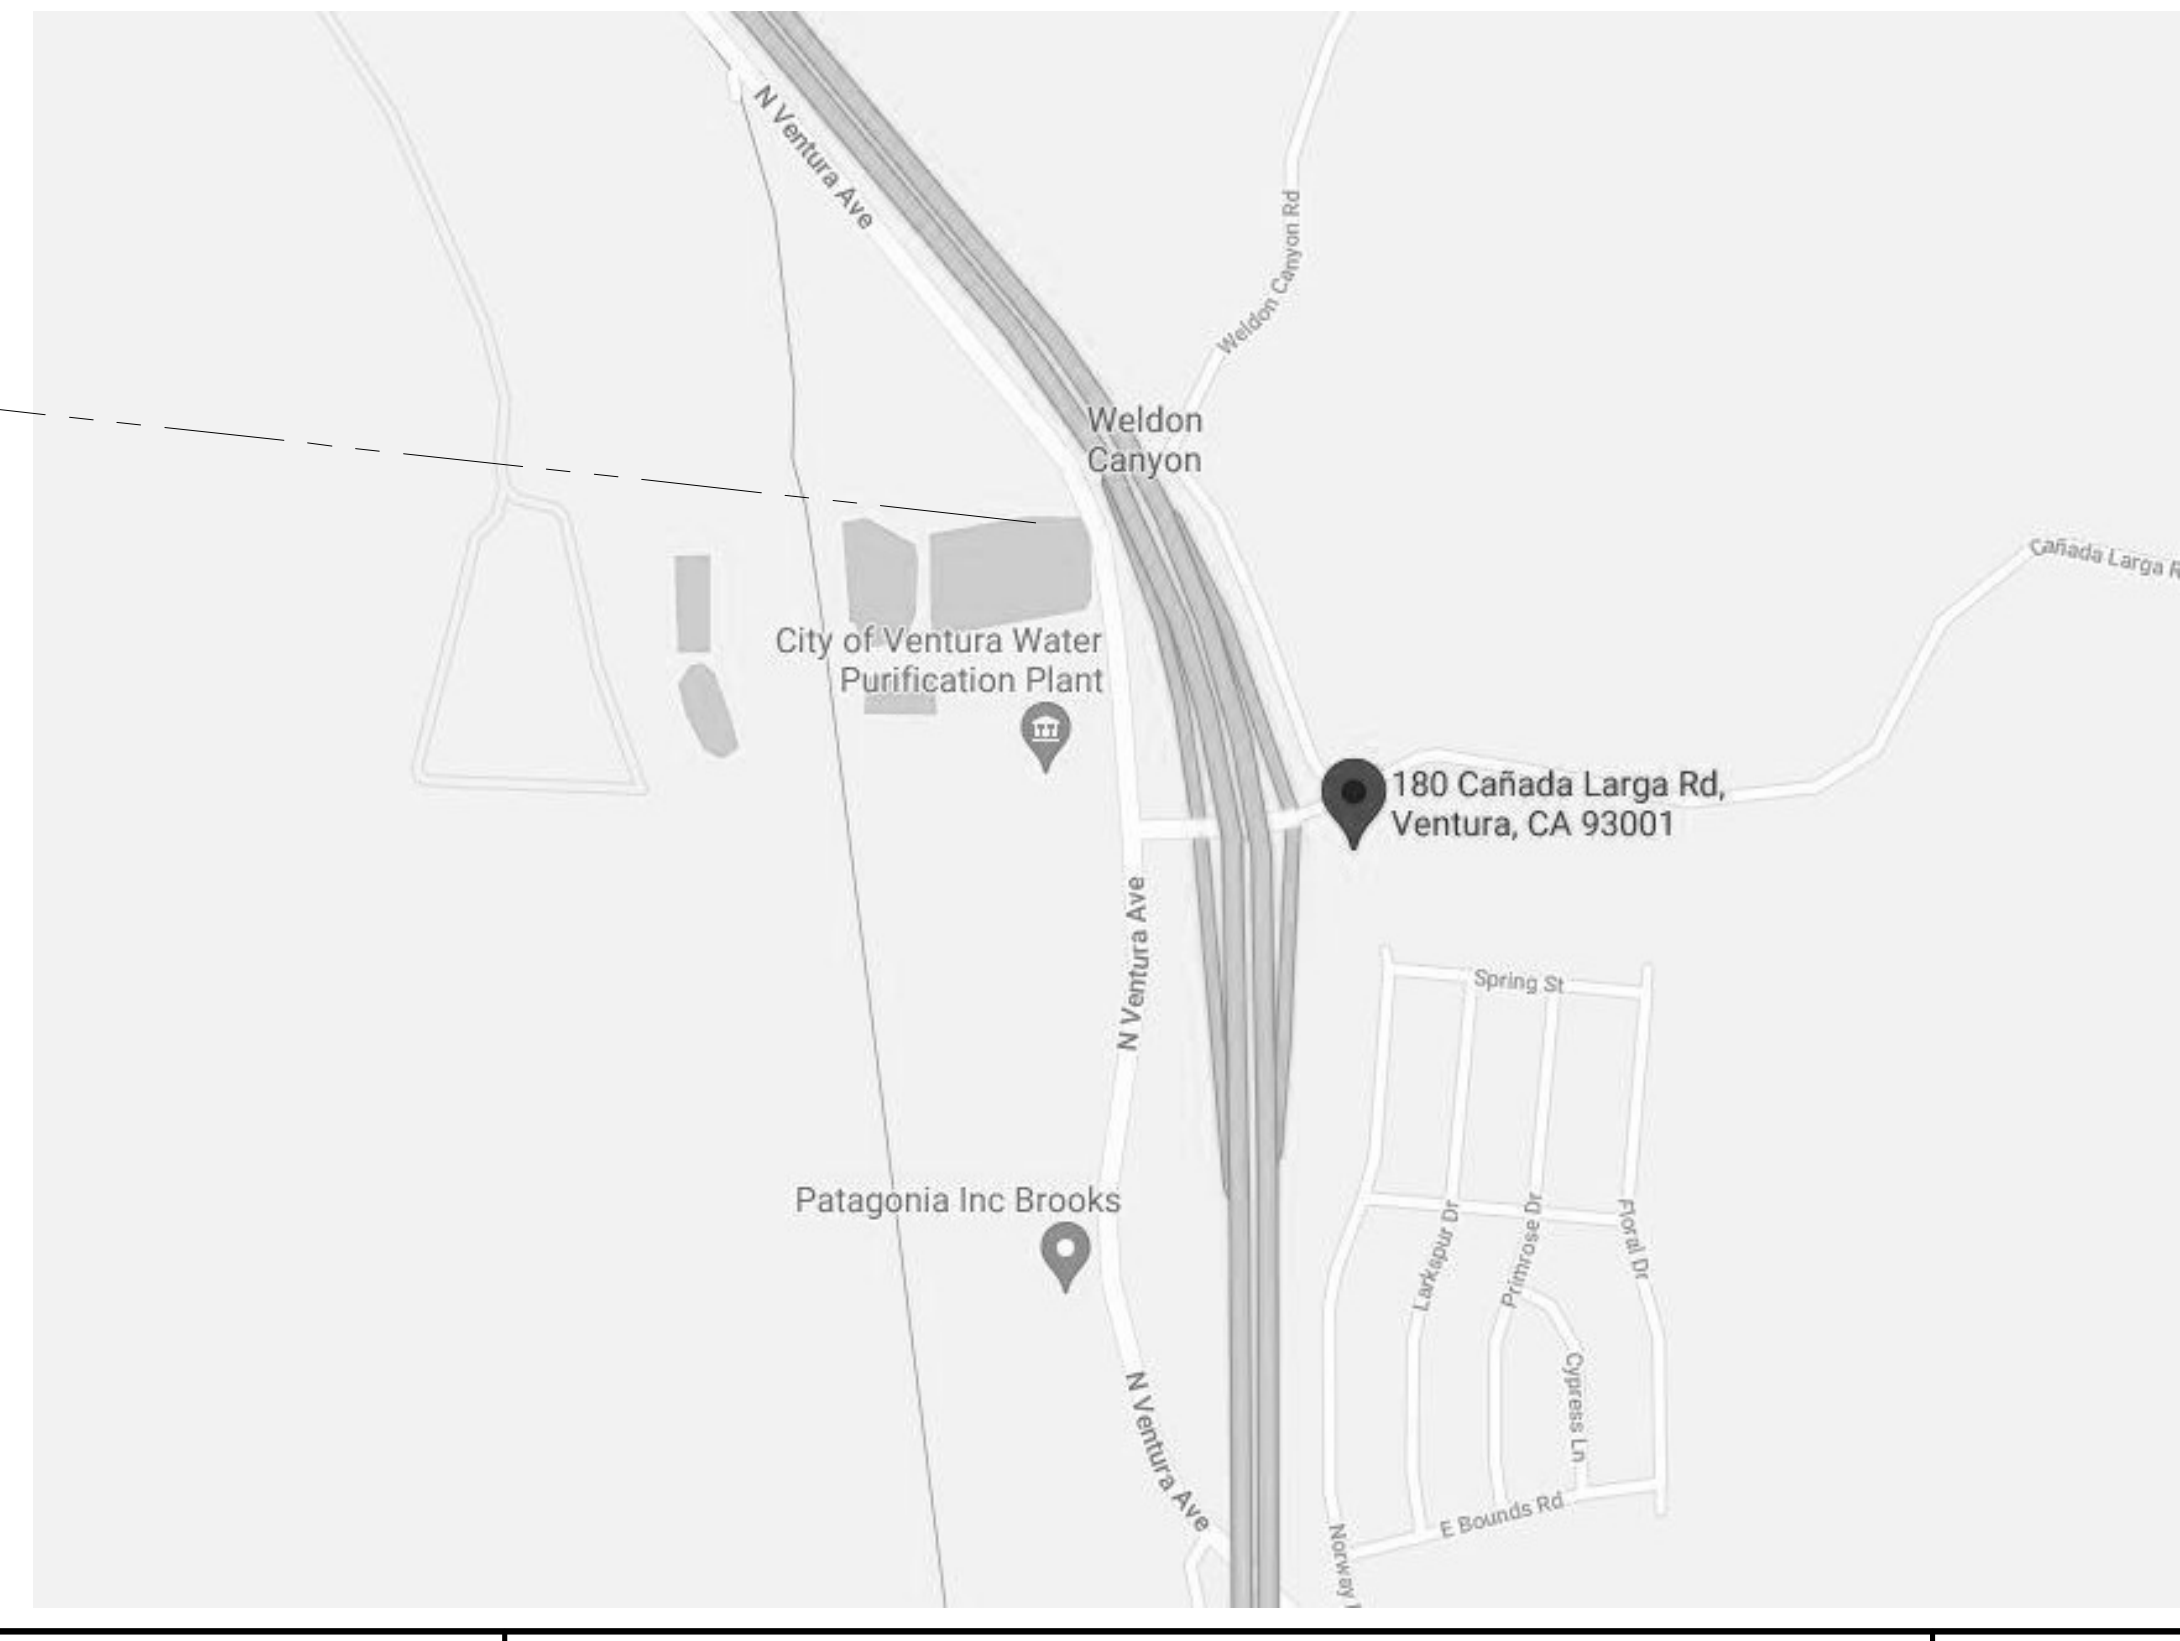 N Ventura Ave
Weldon Canyon Rd
Weldon
Canyon
Cañada Larga R
City of Ventura Water
Purification Plant
180 Cañada Larga Rd,
Ventura, CA 93001
N Ventura Ave
Spring St
Patagonia Inc Brooks
Larkspur Dr
Primrose Dr
Floral Dr
Cypress Ln
N Ventura Ave
E Bounds Rd
Norway